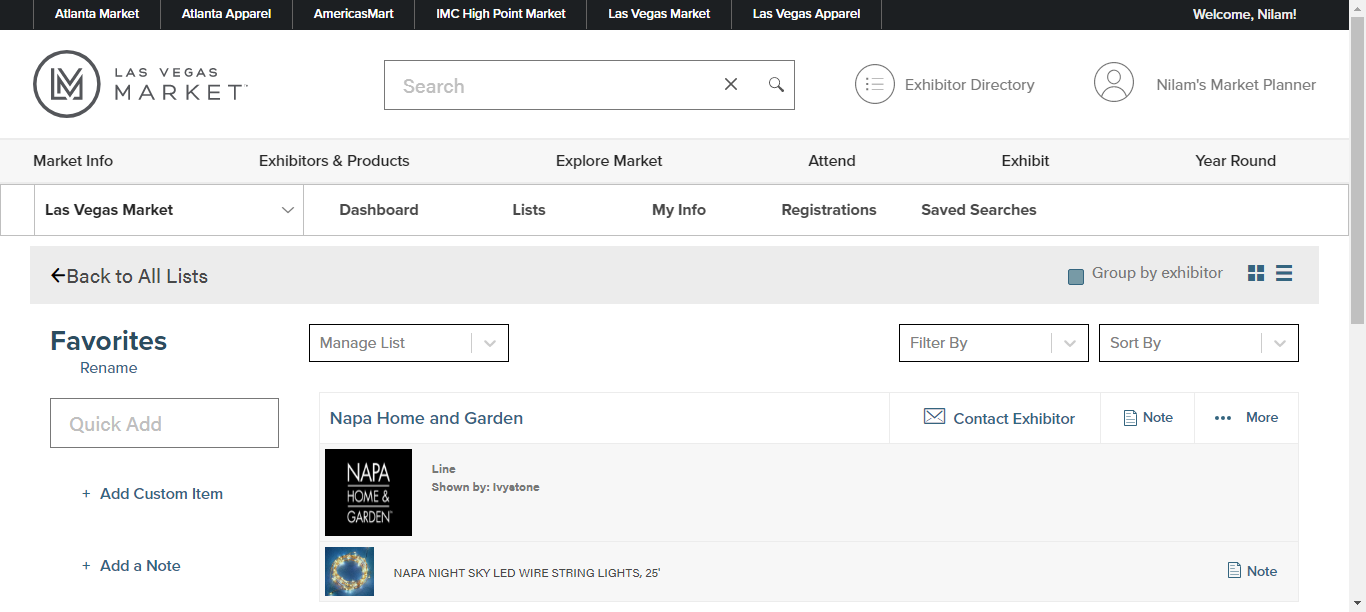 Atlanta Market Atlanta Apparel AmericasMart IMC High Point Market Las Vegas Market Las Vegas Apparel Welcome, Nilam!
LAS VEGAS
MARKET
Search
Exhibitor Directory
Nilam's Market Planner
Market Info Exhibitors & Products Explore Market Attend Exhibit Year Round
Las Vegas Market Dashboard Lists My Info Registrations Saved Searches
Back to All Lists Group by exhibitor
Favorites
Rename
Manage List Filter By Sort By
Quick Add
+ Add Custom Item
+ Add a Note
Napa Home and Garden Contact Exhibitor Note ••• More
NAPA
HOME &
GARDEN
Line
Shown by: Ivystone
NAPA NIGHT SKY LED WIRE STRING LIGHTS, 25' Note